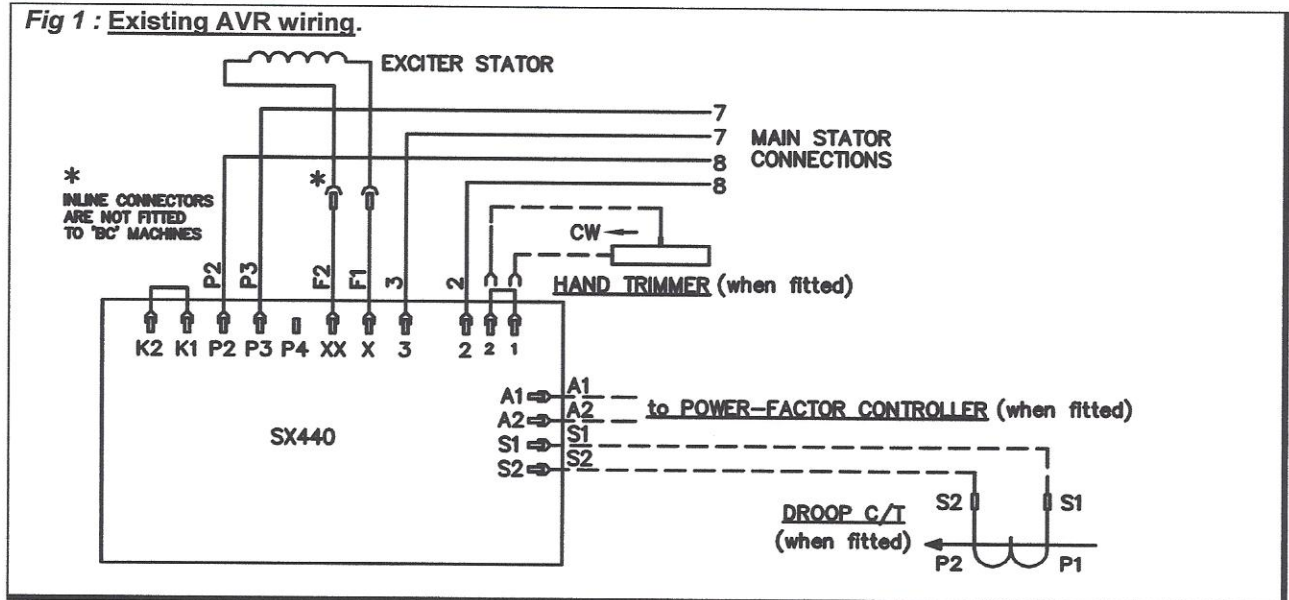 Fig 1 : Existing AVR wiring.
EXCITER STATOR
7
7
8
8
MAIN STATOR
CONNECTIONS
*
INLINE CONNECTORS
ARE NOT FITTED
TO 'BC' MACHINES
*
CW
HAND TRIMMER (when fitted)
P2 P3 F2 F1 3 2
K2 K1 P2 P3 P4 XX X 3 2 2 1
SX440
A1 A1
A2 A2
to POWER-FACTOR CONTROLLER (when fitted)
S1 S1
S2 S2
DROOP C/T
(when fitted)
S2 S1
P2 P1